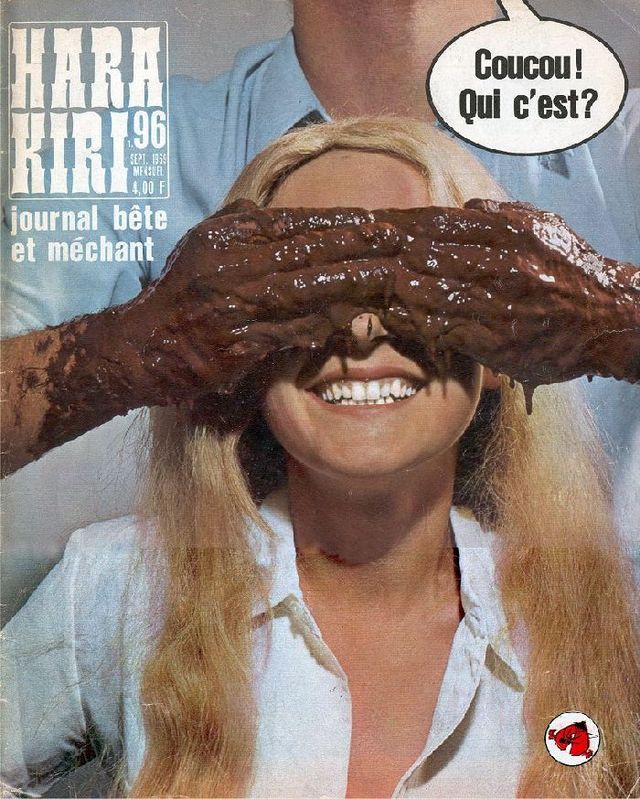 HARA
KIRI
N°.96
SEPT. 1969
MENSUEL
4,00 F
journal bête
et méchant
Coucou!
Qui c'est?